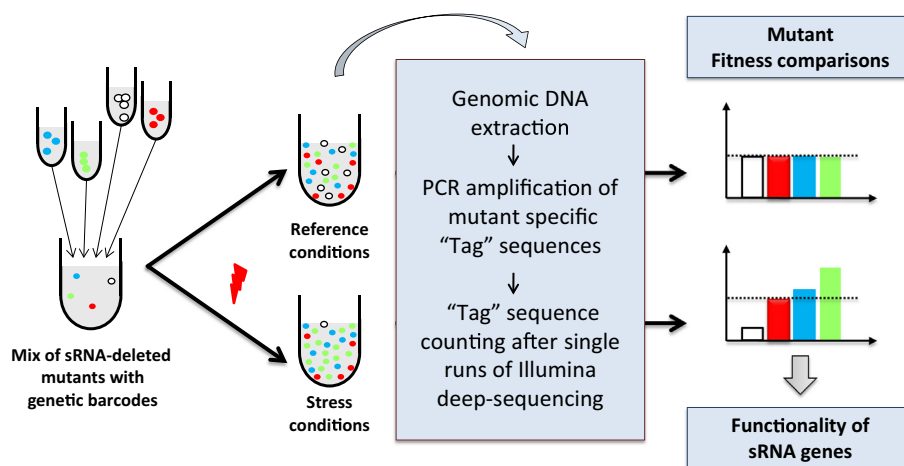 Mix of sRNA-deleted
mutants with
genetic barcodes
Reference
conditions
Stress
conditions
Genomic DNA
extraction
PCR amplification of
mutant specific
“Tag” sequences
“Tag” sequence
counting after single
runs of Illumina
deep-sequencing
Mutant
Fitness comparisons
Functionality of
sRNA genes